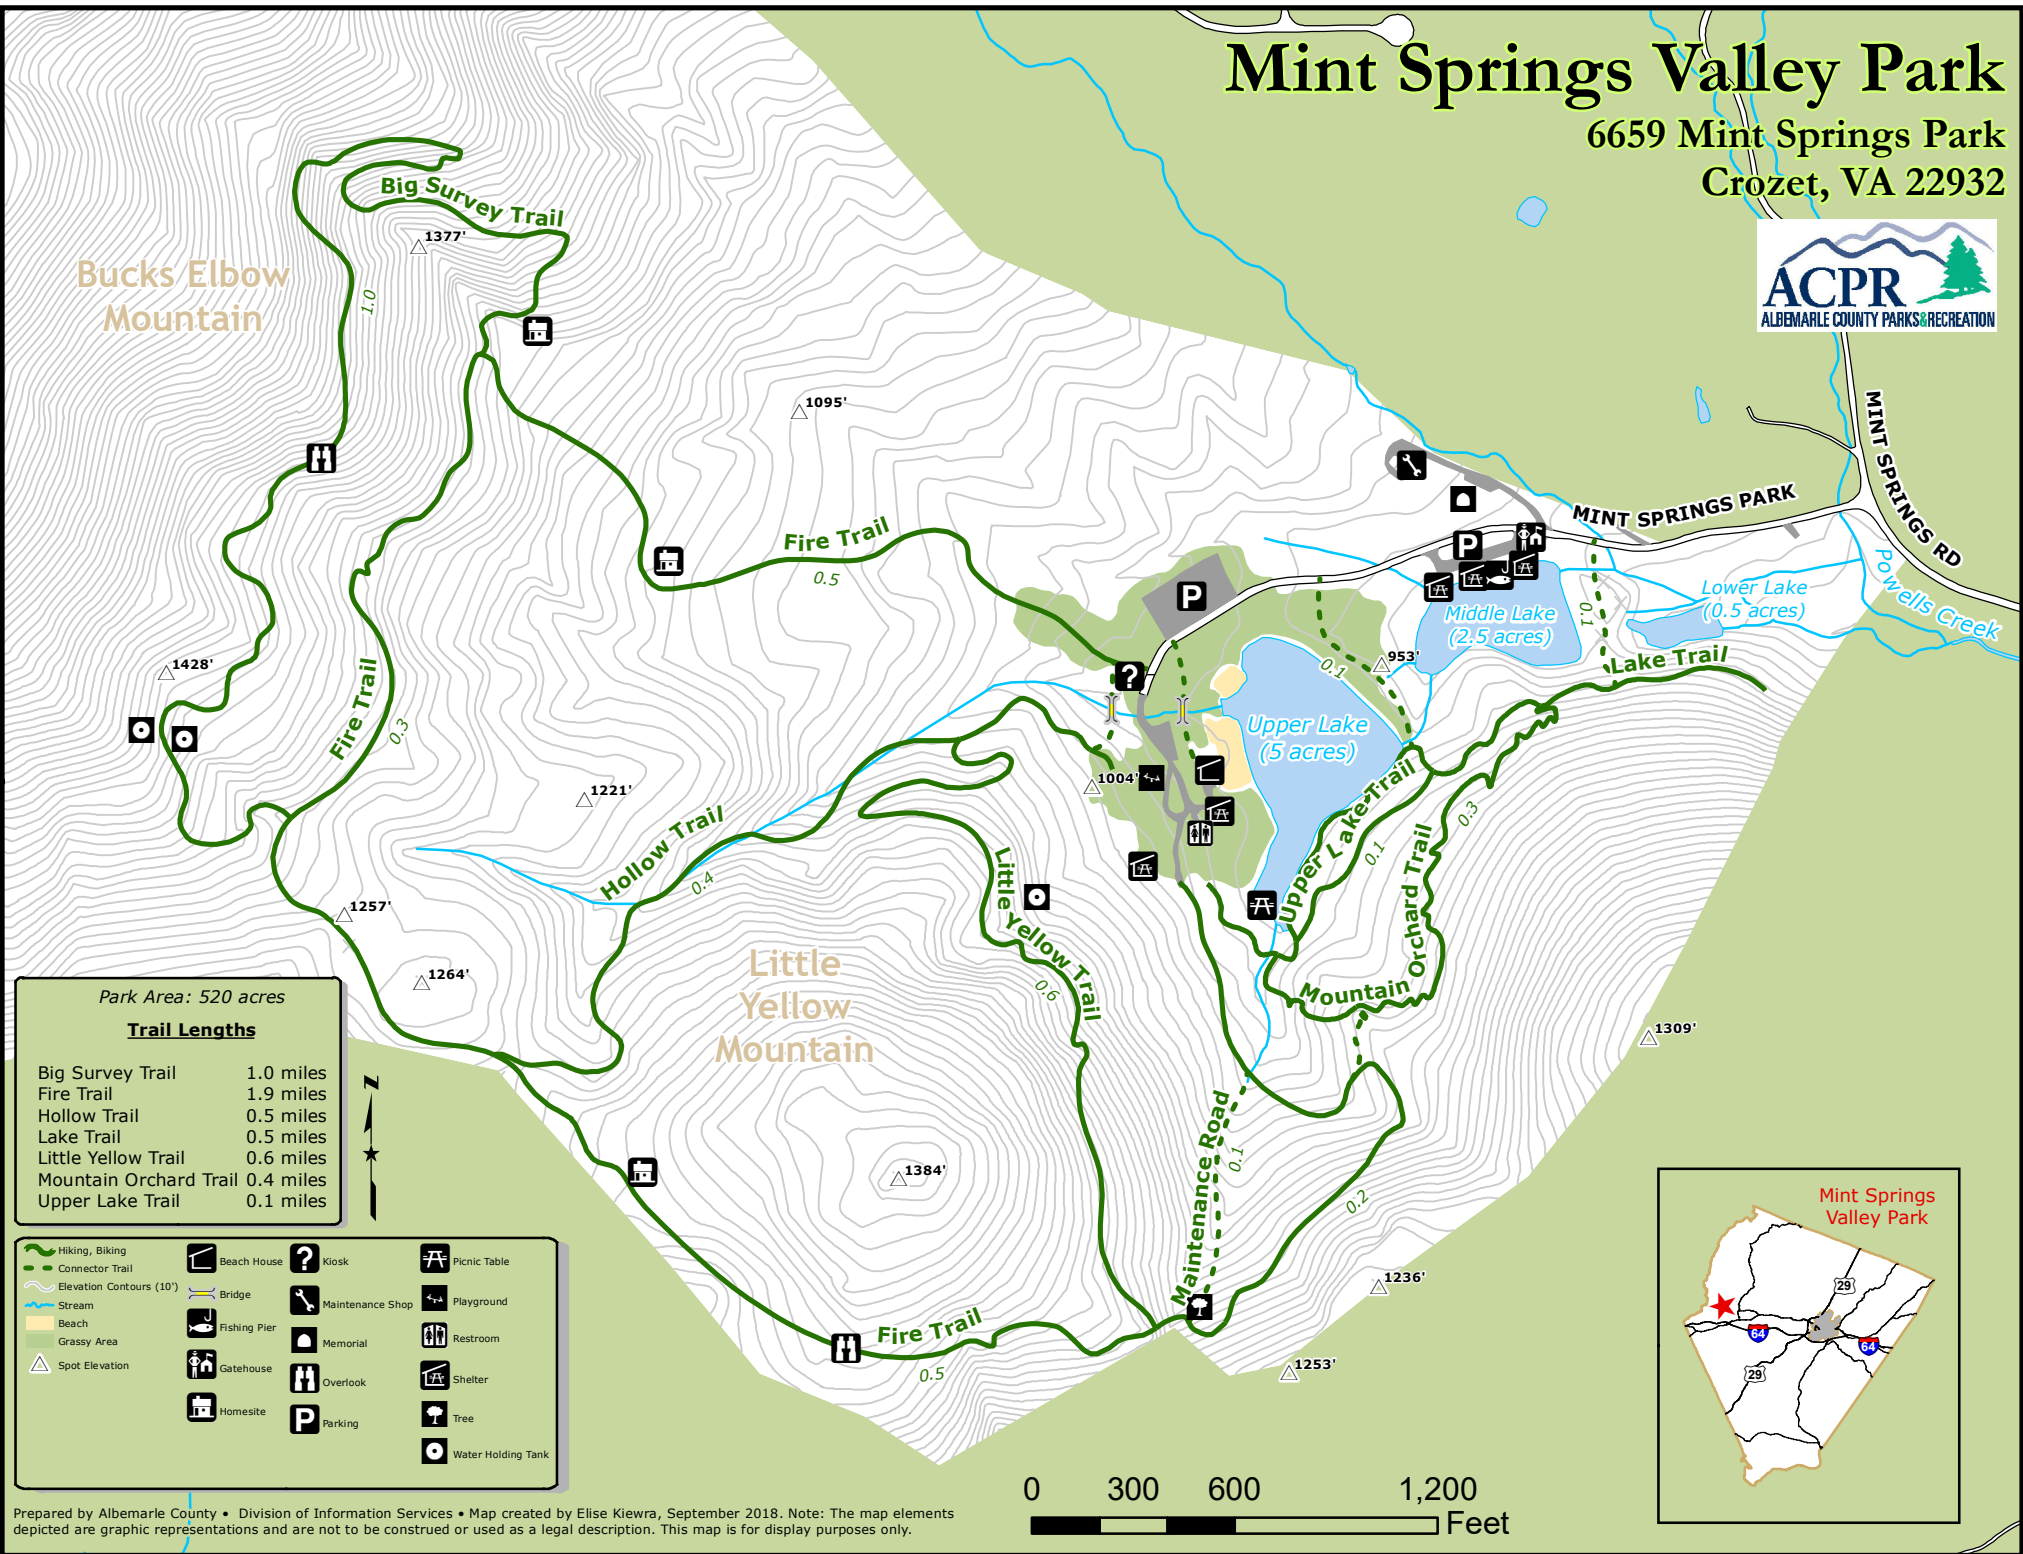 Mint Springs Valley Park
6659 Mint Springs Park
Crozet, VA 22932
ACPR
ALBEMARLE COUNTY PARKS&RECREATION
Big Survey Trail
1377'
Bucks Elbow
Mountain
1.0
1095'
MINT SPRINGS RD
MINT SPRINGS PARK
Fire Trail
0.5
P
P
Powells Creek
Lower Lake
(0.5 acres)
Middle Lake
(2.5 acres)
0.1
Lake Trail
953'
0.1
?
1428'
Fire Trail
0.3
Upper Lake
(5 acres)
1004'
1221'
Hollow Trail
0.4
Upper Lake Trail
0.1
0.3
Mountain Orchard Trail
Little Yellow Trail
0.6
1257'
1264'
Little
Yellow
Mountain
1309'
Park Area: 520 acres
Trail Lengths
Big Survey Trail 1.0 miles
Fire Trail 1.9 miles
Hollow Trail 0.5 miles
Lake Trail 0.5 miles
Little Yellow Trail 0.6 miles
Mountain Orchard Trail 0.4 miles
Upper Lake Trail 0.1 miles
N
1384'
Maintenance Road
0.1
0.2
1236'
1253'
Fire Trail
0.5
Hiking, Biking
Connector Trail
Elevation Contours (10')
Stream
Beach
Grassy Area
Spot Elevation
Beach House
Bridge
Fishing Pier
Gatehouse
Homesite
? Kiosk
Maintenance Shop
Memorial
Overlook
P Parking
Picnic Table
Playground
Restroom
Shelter
Tree
Water Holding Tank
Mint Springs
Valley Park
29
64
64
29
0 300 600 1,200
Feet
Prepared by Albemarle County • Division of Information Services • Map created by Elise Kiewra, September 2018. Note: The map elements
depicted are graphic representations and are not to be construed or used as a legal description. This map is for display purposes only.